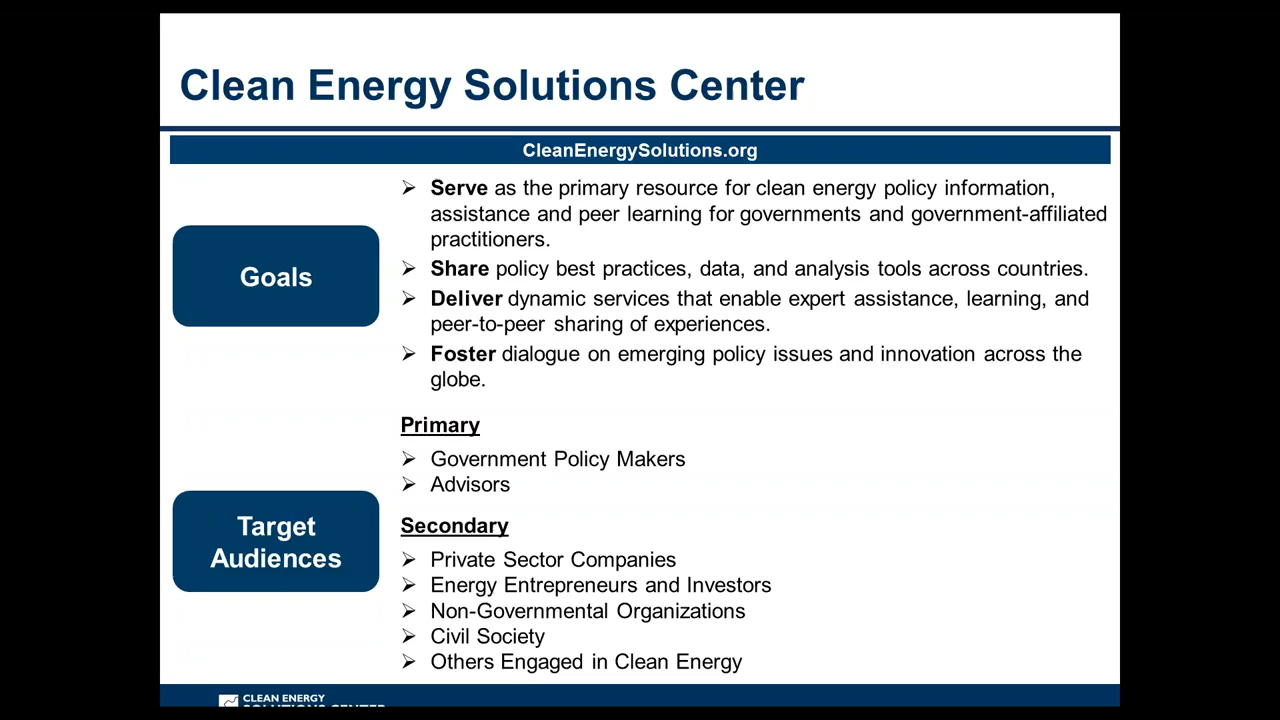 Clean Energy Solutions Center
CleanEnergySolutions.org
Goals
➢ Serve as the primary resource for clean energy policy information,
assistance and peer learning for governments and government-affiliated
practitioners.
➢ Share policy best practices, data, and analysis tools across countries.
➢ Deliver dynamic services that enable expert assistance, learning, and
peer-to-peer sharing of experiences.
➢ Foster dialogue on emerging policy issues and innovation across the
globe.
Target
Audiences
Primary
➢ Government Policy Makers
➢ Advisors
Secondary
➢ Private Sector Companies
➢ Energy Entrepreneurs and Investors
➢ Non-Governmental Organizations
➢ Civil Society
➢ Others Engaged in Clean Energy
CLEAN ENERGY
SOLUTIONS CENTER